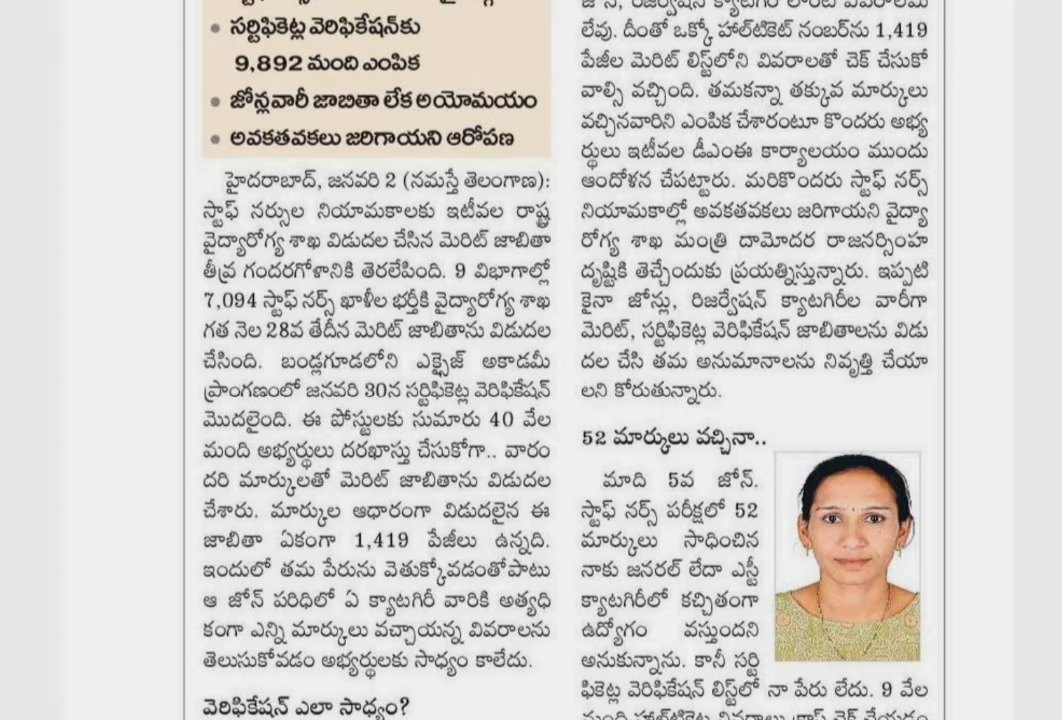 సర్టిఫికెట్ల వెరిఫికేషన్‌కు
9,892 మంది ఎంపిక
జోన్లవారీ జాబితా లేక అయోమయం
అవకతవకలు జరిగాయని ఆరోపణ
హైదరాబాద్, జనవరి 2 (నమస్తే తెలంగాణ):
స్టాఫ్ నర్సుల నియామకాలకు ఇటీవల రాష్ట్ర
వైద్యారోగ్య శాఖ విడుదల చేసిన మెరిట్ జాబితా
తీవ్ర గందరగోళానికి తెరలేపింది. 9 విభాగాల్లో
7,094 స్టాఫ్ నర్స్ ఖాళీల భర్తీకి వైద్యారోగ్య శాఖ
గత నెల 28వ తేదీన మెరిట్ జాబితాను విడుదల
చేసింది. బండ్లగూడలోని ఎక్సైజ్ అకాడమీ
ప్రాంగణంలో జనవరి 30న సర్టిఫికెట్ల వెరిఫికేషన్
మొదలైంది. ఈ పోస్టులకు సుమారు 40 వేల
మంది అభ్యర్థులు దరఖాస్తు చేసుకోగా.. వారం
దరి మార్కులతో మెరిట్ జాబితాను విడుదల
చేశారు. మార్కుల ఆధారంగా విడుదలైన ఈ
జాబితా ఏకంగా 1,419 పేజీలు ఉన్నది.
ఇందులో తమ పేరును వెతుక్కోవడంతోపాటు
ఆ జోన్ పరిధిలో ఏ క్యాటగిరీ వారికి అత్యధి
కంగా ఎన్ని మార్కులు వచ్చాయన్న వివరాలను
తెలుసుకోవడం అభ్యర్థులకు సాధ్యం కాలేదు.
వెరిఫికేషన్ ఎలా సాధ్యం?
లేవు. దీంతో ఒక్కో హాల్‌టికెట్ నంబర్‌ను 1,419
పేజీల మెరిట్ లిస్ట్‌లోని వివరాలతో చెక్ చేసుకో
వాల్సి వచ్చింది. తమకన్నా తక్కువ మార్కులు
వచ్చినవారిని ఎంపిక చేశారంటూ కొందరు అభ్య
ర్థులు ఇటీవల డీఎంఈ కార్యాలయం ముందు
ఆందోళన చేపట్టారు. మరికొందరు స్టాఫ్ నర్స్
నియామకాల్లో అవకతవకలు జరిగాయని వైద్యా
రోగ్య శాఖ మంత్రి దామోదర రాజనర్సింహ
దృష్టికి తెచ్చేందుకు ప్రయత్నిస్తున్నారు. ఇప్పటి
కైనా జోన్లు, రిజర్వేషన్ క్యాటగిరీల వారీగా
మెరిట్, సర్టిఫికెట్ల వెరిఫికేషన్ జాబితాలను విడు
దల చేసి తమ అనుమానాలను నివృత్తి చేయా
లని కోరుతున్నారు.
52 మార్కులు వచ్చినా..
మాది 5వ జోన్.
స్టాఫ్ నర్స్ పరీక్షలో 52
మార్కులు సాధించిన
నాకు జనరల్ లేదా ఎస్టీ
క్యాటగిరీలో కచ్చితంగా
ఉద్యోగం వస్తుందని
అనుకున్నాను. కానీ సర్టి
ఫికెట్ల వెరిఫికేషన్ లిస్ట్‌లో నా పేరు లేదు. 9 వేల